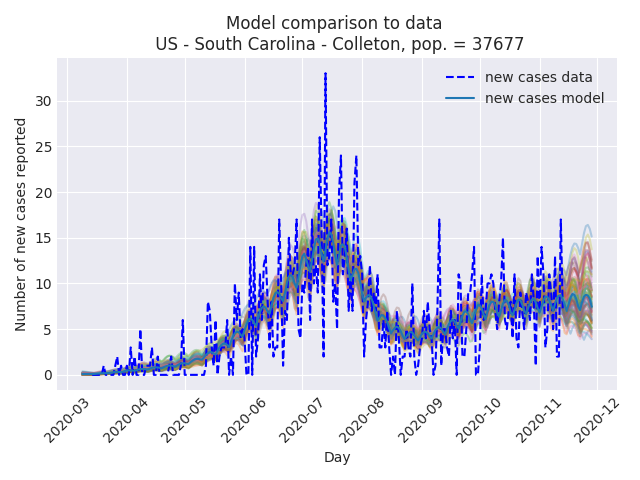 Model comparison to data
US - South Carolina - Colleton, pop. = 37677
new cases data
new cases model
Number of new cases reported
30
25
20
15
10
5
0
2020-03
2020-04
2020-05
2020-06
2020-07
2020-08
2020-09
2020-10
2020-11
2020-12
Day